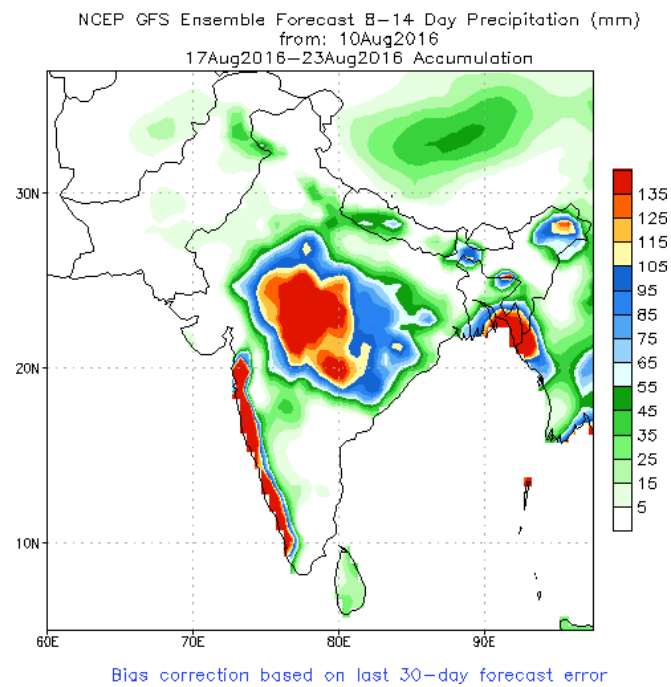 NCEP GFS Ensemble Forecast 8-14 Day Precipitation (mm)
from: 10Aug2016
17Aug2016-23Aug2016 Accumulation
30N
20N
10N
60E
70E
80E
90E
135
125
115
105
95
85
75
65
55
45
35
25
15
5
Bias correction based on last 30-day forecast error